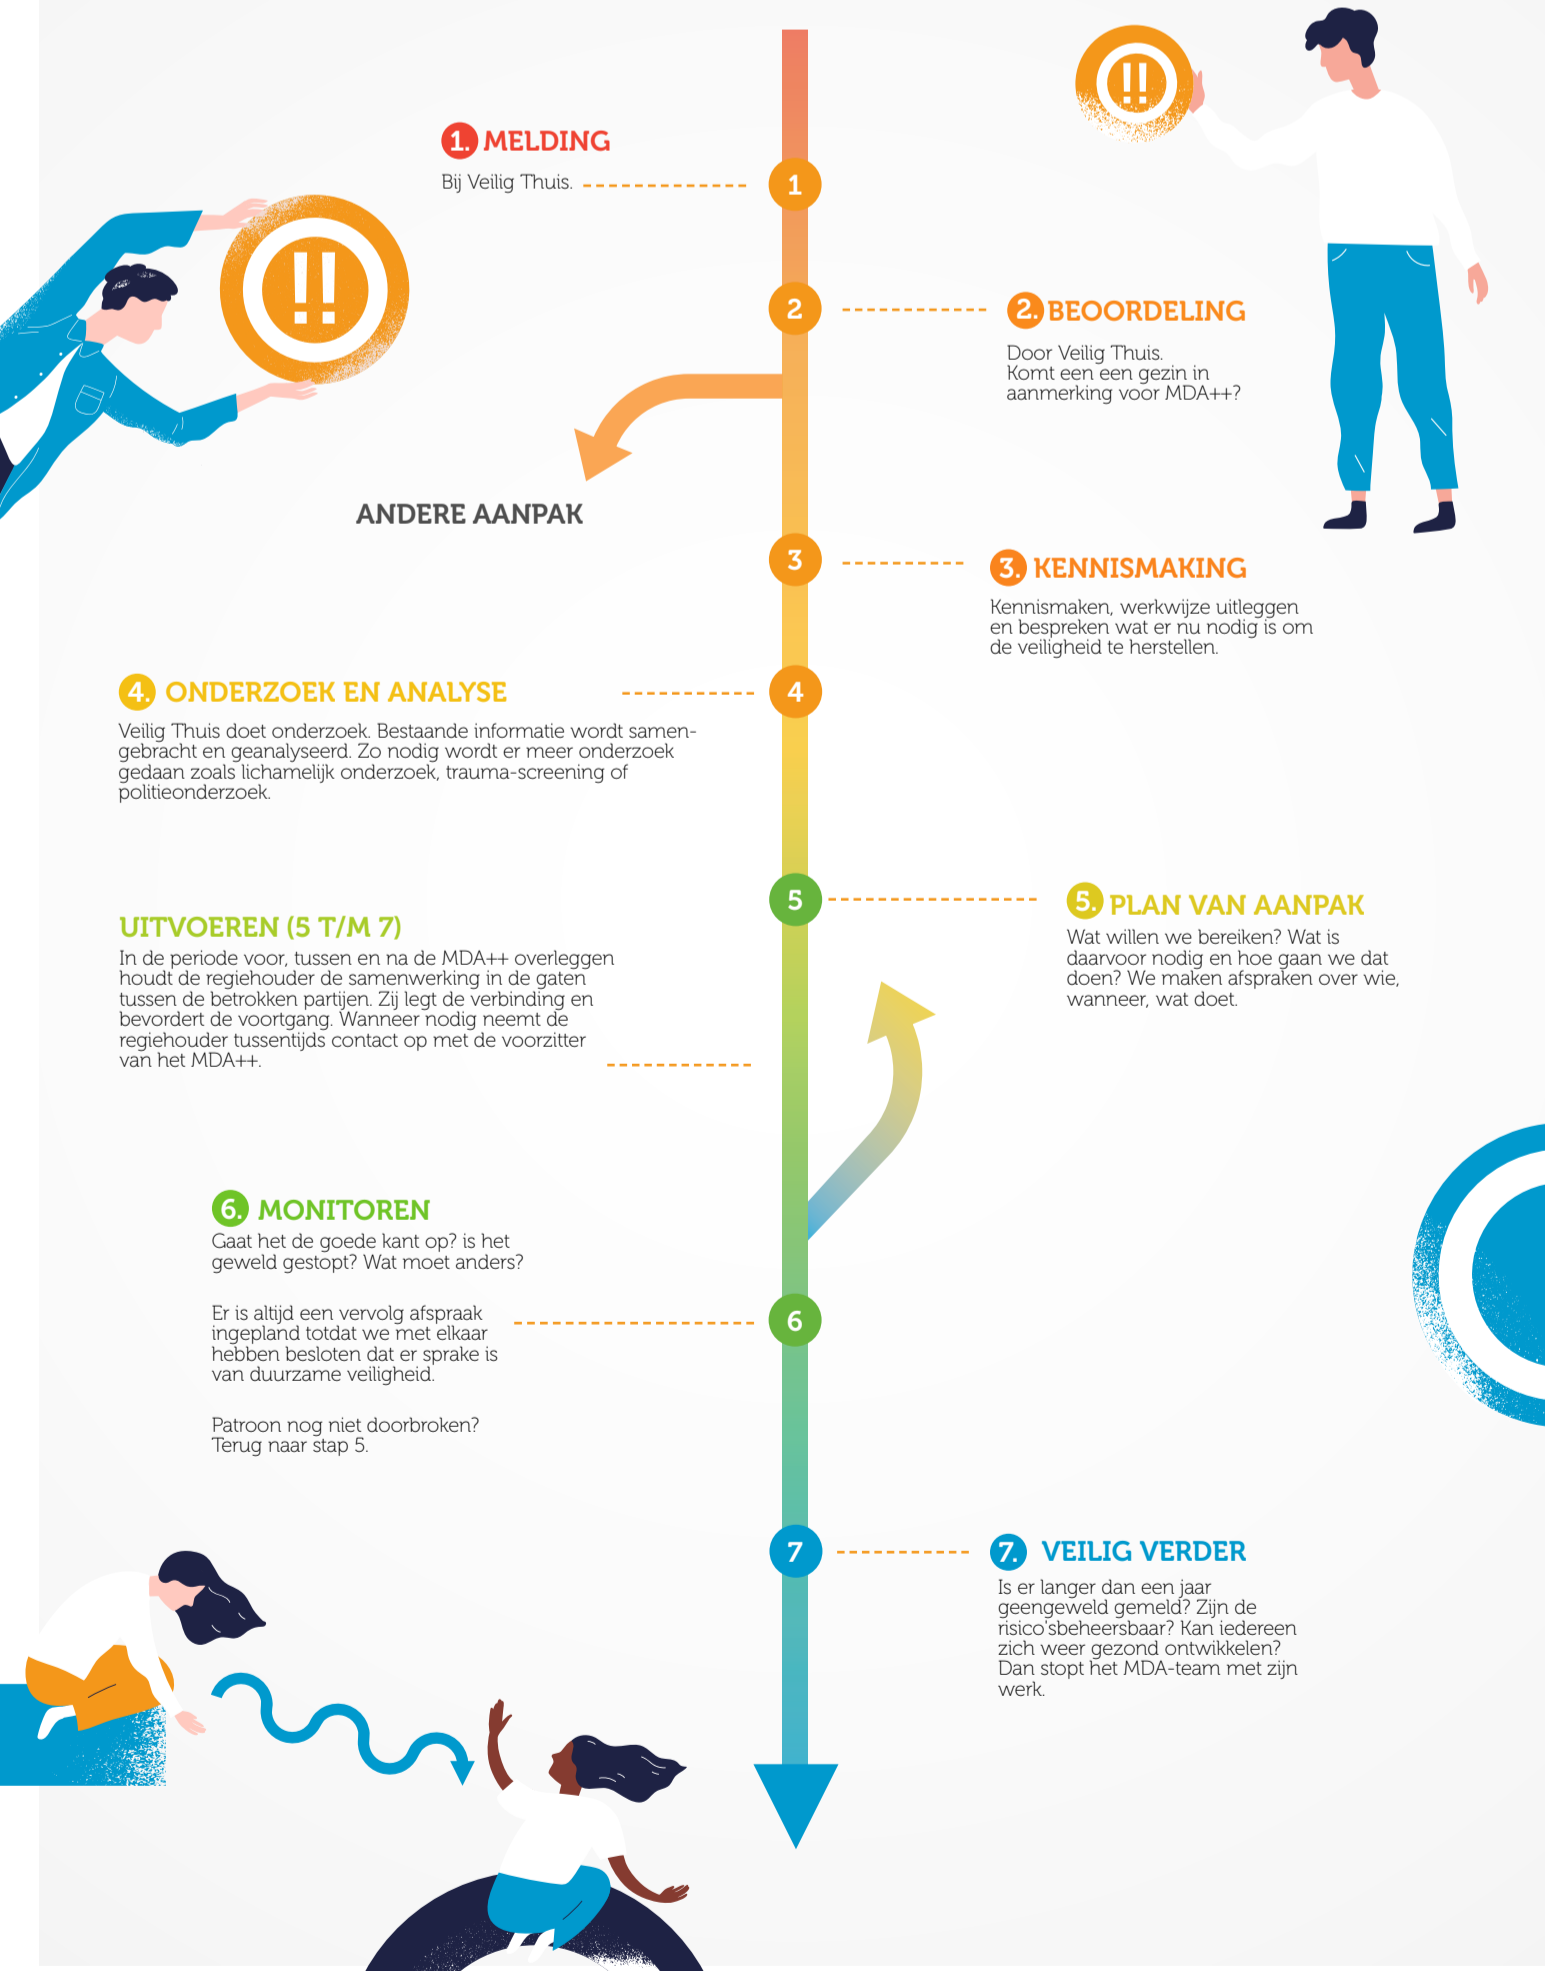 !!
1. MELDING
Bij Veilig Thuis.
1
!!
2
2. BEOORDELING
Door Veilig Thuis.
Komt een een gezin in
aanmerking voor MDA++?
ANDERE AANPAK
3
3. KENNISMAKING
Kennismaken, werkwijze uitleggen
en bespreken wat er nu nodig is om
de veiligheid te herstellen.
4. ONDERZOEK EN ANALYSE
4
Veilig Thuis doet onderzoek. Bestaande informatie wordt samen-
gebracht en geanalyseerd. Zo nodig wordt er meer onderzoek
gedaan zoals lichamelijk onderzoek, trauma-screening of
politieonderzoek.
5
5. PLAN VAN AANPAK
Wat willen we bereiken? Wat is
daarvoor nodig en hoe gaan we dat
doen? We maken afspraken over wie,
wanneer, wat doet.
UITVOEREN (5 T/M 7)
In de periode voor, tussen en na de MDA++ overleggen
houdt de regiehouder de samenwerking in de gaten
tussen de betrokken partijen. Zij legt de verbinding en
bevordert de voortgang. Wanneer nodig neemt de
regiehouder tussentijds contact op met de voorzitter
van het MDA++.
6. MONITOREN
Gaat het de goede kant op? is het
geweld gestopt? Wat moet anders?
Er is altijd een vervolg afspraak
ingepland totdat we met elkaar
hebben besloten dat er sprake is
van duurzame veiligheid.
6
Patroon nog niet doorbroken?
Terug naar stap 5.
7
7. VEILIG VERDER
Is er langer dan een jaar
geengeweld gemeld? Zijn de
risico'sbeheersbaar? Kan iedereen
zich weer gezond ontwikkelen?
Dan stopt het MDA-team met zijn
werk.